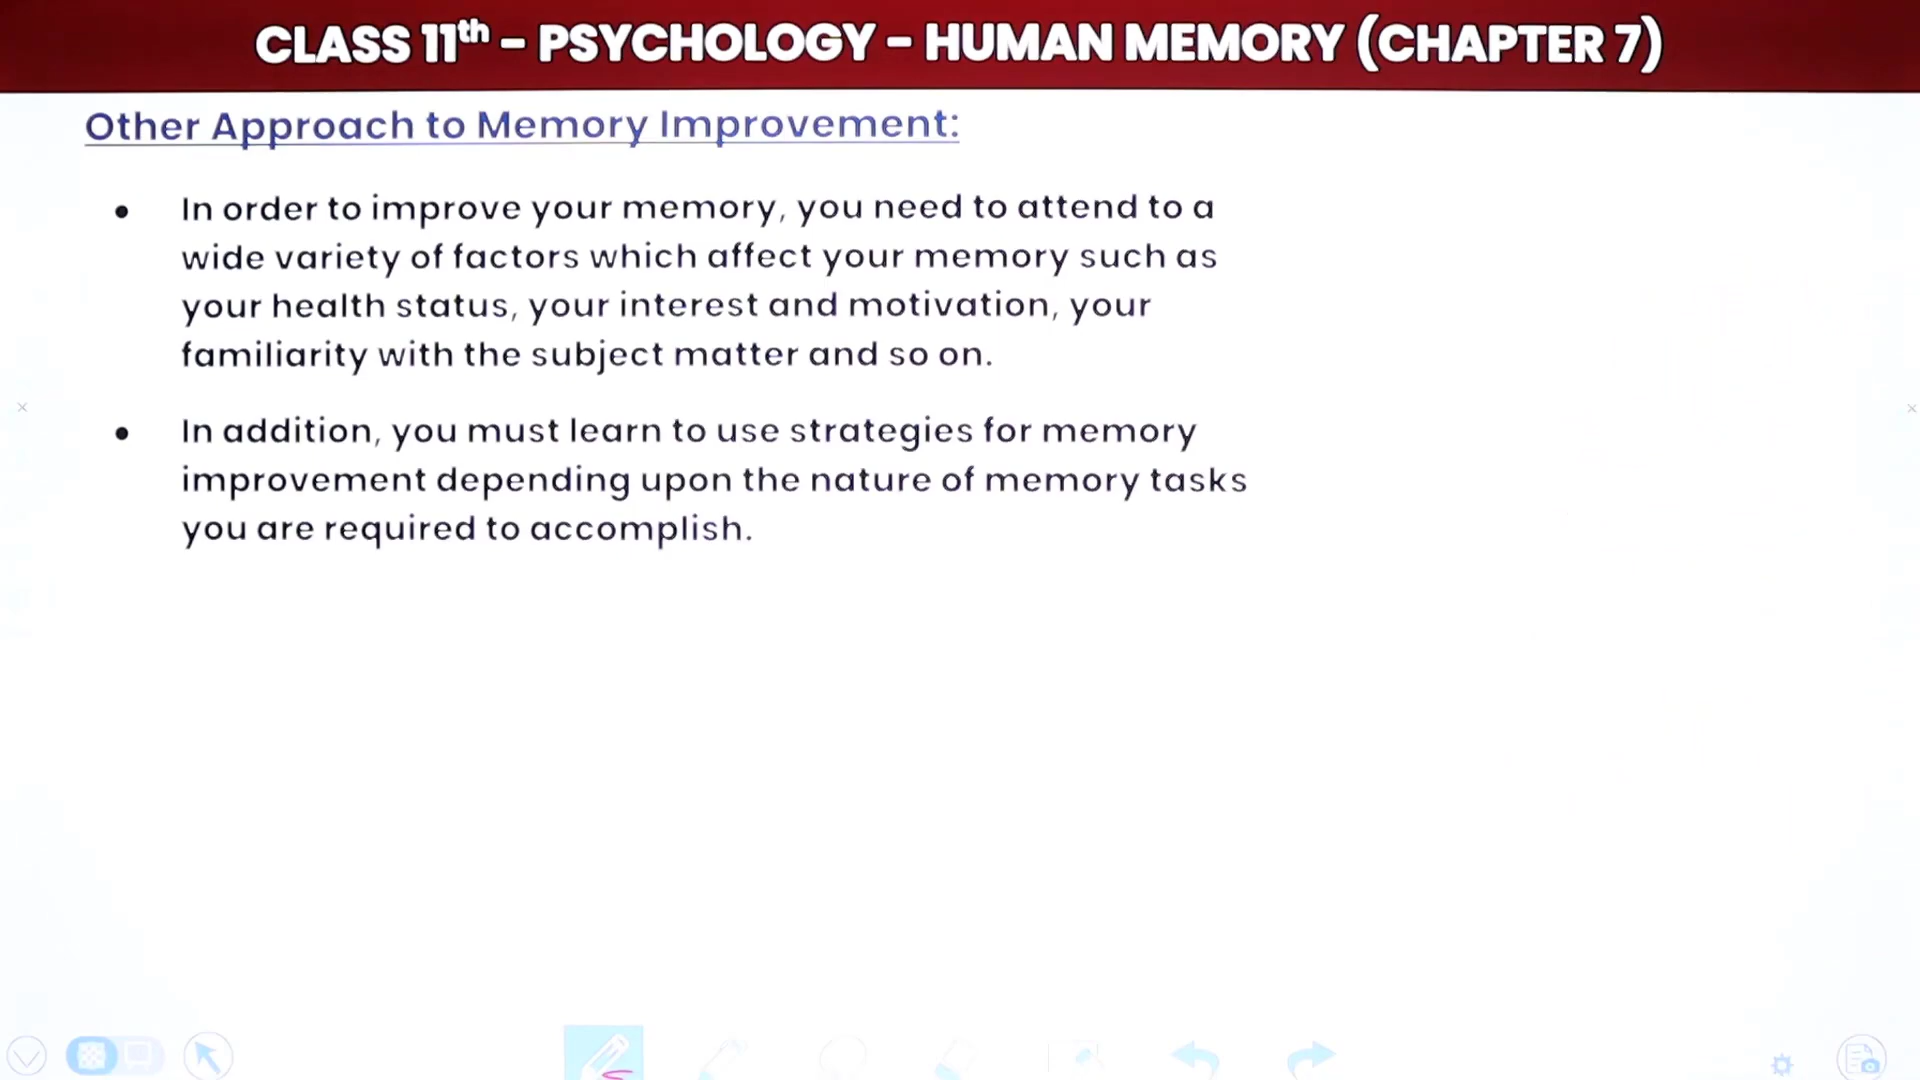 CLASS 11th - PSYCHOLOGY - HUMAN MEMORY (CHAPTER 7)
Other Approach to Memory Improvement:
• In order to improve your memory, you need to attend to a
wide variety of factors which affect your memory such as
your health status, your interest and motivation, your
familiarity with the subject matter and so on.
• In addition, you must learn to use strategies for memory
improvement depending upon the nature of memory tasks
you are required to accomplish.